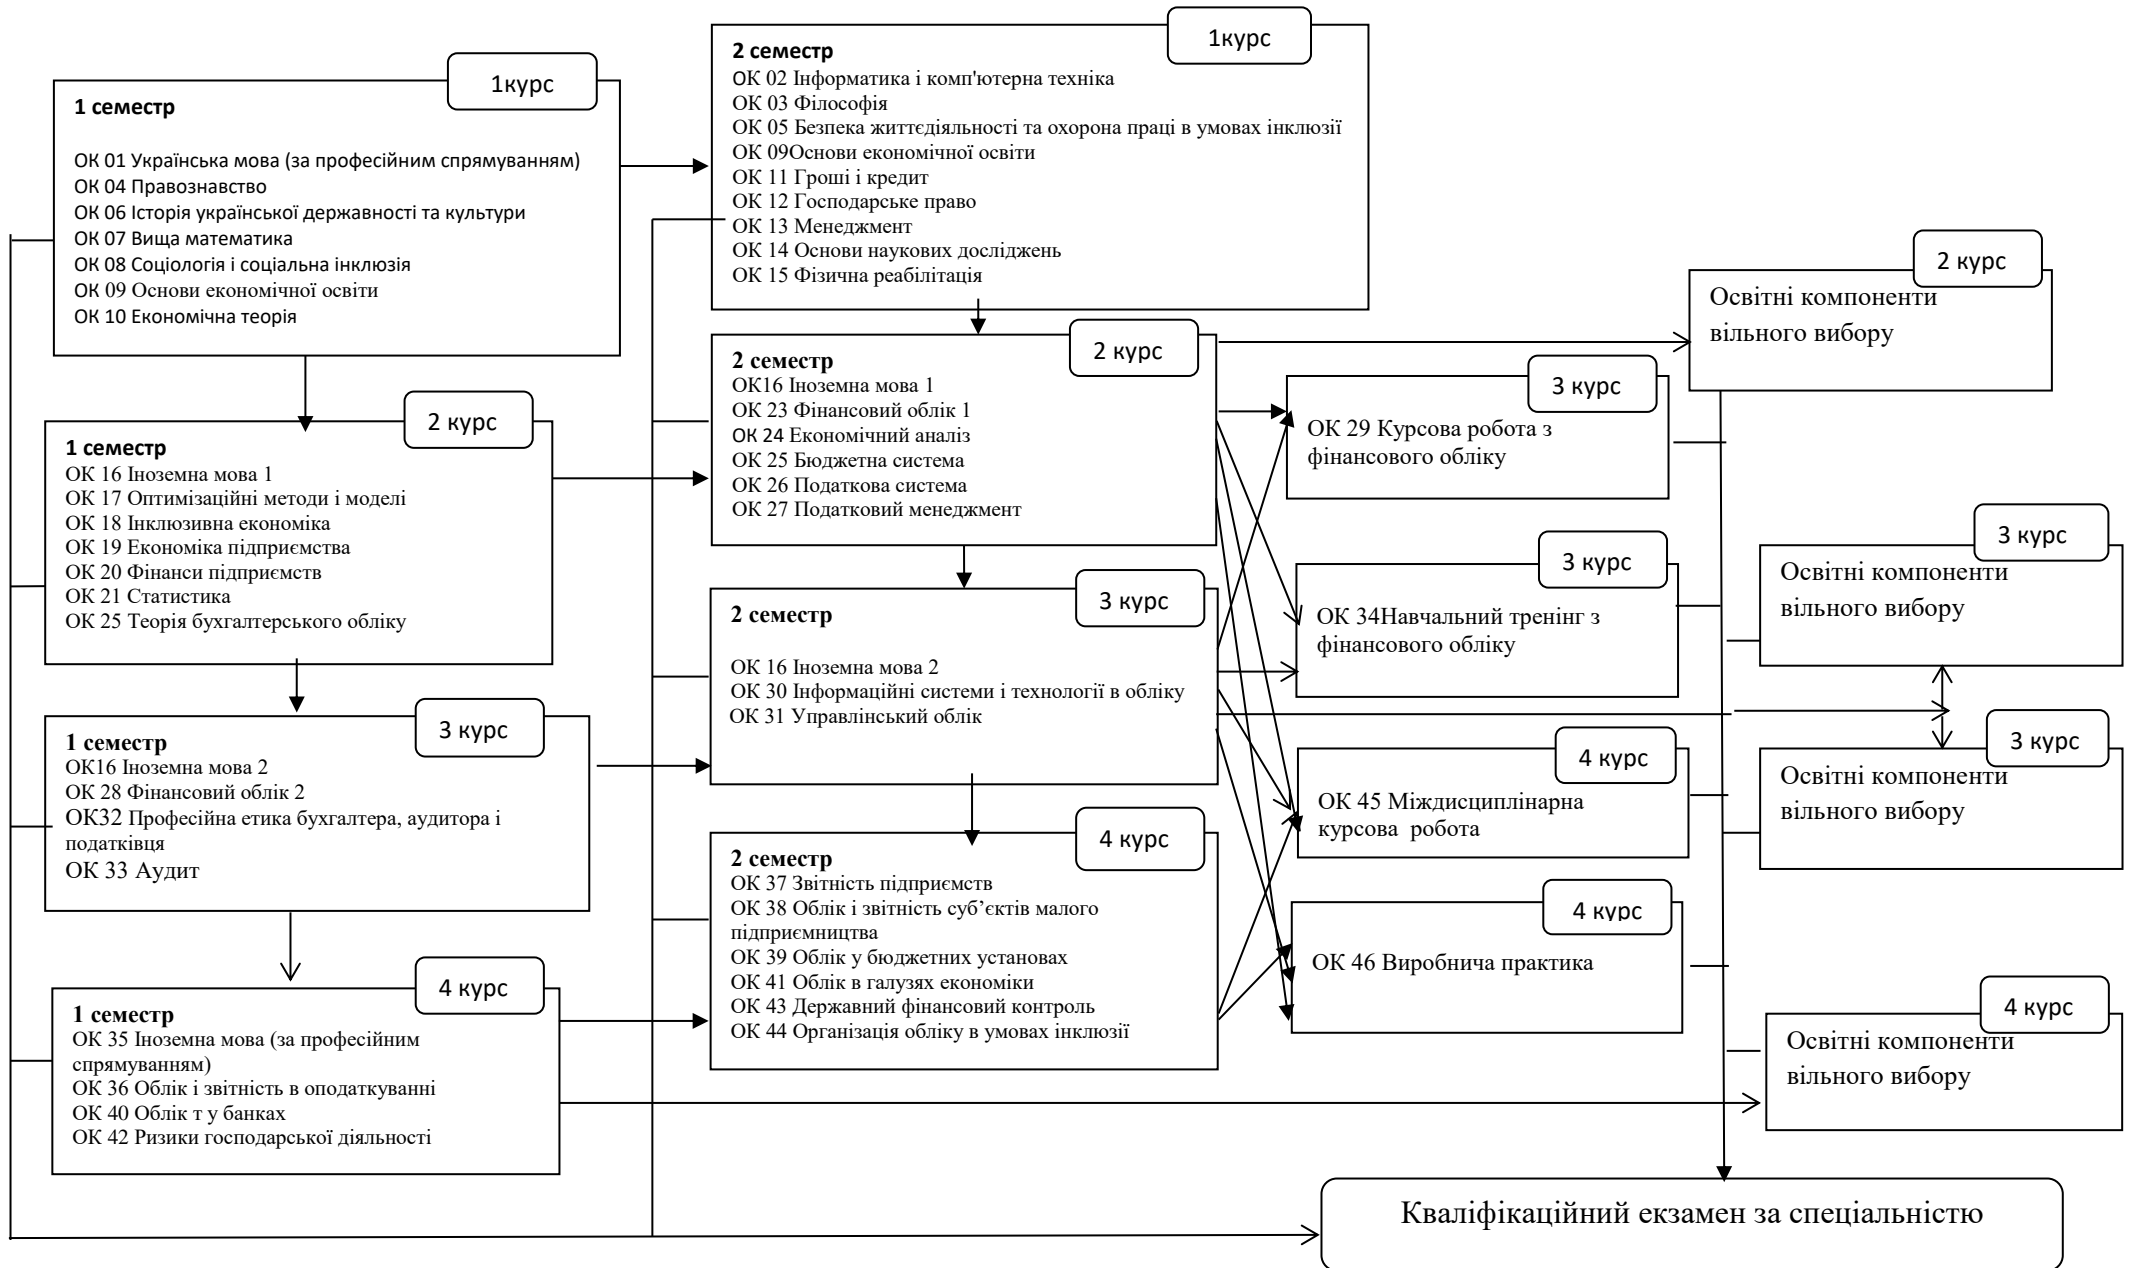 1курс
1 семестр
ОК 01 Українська мова (за професійним спрямуванням)
ОК 04 Правознавство
ОК 06 Історія української державності та культури
ОК 07 Вища математика
ОК 08 Соціологія і соціальна інклюзія
ОК 09 Основи економічної освіти
ОК 10 Економічна теорія
1курс
2 семестр
ОК 02 Інформатика і комп'ютерна техніка
ОК 03 Філософія
ОК 05 Безпека життєдіяльності та охорона праці в умовах інклюзії
ОК 09Основи економічної освіти
ОК 11 Гроші і кредит
ОК 12 Господарське право
ОК 13 Менеджмент
ОК 14 Основи наукових досліджень
ОК 15 Фізична реабілітація
2 курс
1 семестр
ОК 16 Іноземна мова 1
ОК 17 Оптимізаційні методи і моделі
ОК 18 Інклюзивна економіка
ОК 19 Економіка підприємства
ОК 20 Фінанси підприємств
ОК 21 Статистика
ОК 25 Теорія бухгалтерського обліку
2 курс
2 семестр
ОК16 Іноземна мова 1
ОК 23 Фінансовий облік 1
ОК 24 Економічний аналіз
ОК 25 Бюджетна система
ОК 26 Податкова система
ОК 27 Податковий менеджмент
3 курс
1 семестр
ОК16 Іноземна мова 2
ОК 28 Фінансовий облік 2
ОК32 Професійна етика бухгалтера, аудитора і
податківця
ОК 33 Аудит
3 курс
2 семестр
ОК 16 Іноземна мова 2
ОК 30 Інформаційні системи і технології в обліку
ОК 31 Управлінський облік
4 курс
1 семестр
ОК 35 Іноземна мова (за професійним
спрямуванням)
ОК 36 Облік і звітність в оподаткуванні
ОК 40 Облік т у банках
ОК 42 Ризики господарської діяльності
4 курс
2 семестр
ОК 37 Звітність підприємств
ОК 38 Облік і звітність суб’єктів малого
підприємництва
ОК 39 Облік у бюджетних установах
ОК 41 Облік в галузях економіки
ОК 43 Державний фінансовий контроль
ОК 44 Організація обліку в умовах інклюзії
3 курс
ОК 29 Курсова робота з
фінансового обліку
3 курс
ОК 34Навчальний тренінг з
фінансового обліку
4 курс
ОК 45 Міждисциплінарна
курсова робота
4 курс
ОК 46 Виробнича практика
2 курс
Освітні компоненти
вільного вибору
3 курс
Освітні компоненти
вільного вибору
3 курс
Освітні компоненти
вільного вибору
4 курс
Освітні компоненти
вільного вибору
Кваліфікаційний екзамен за спеціальністю